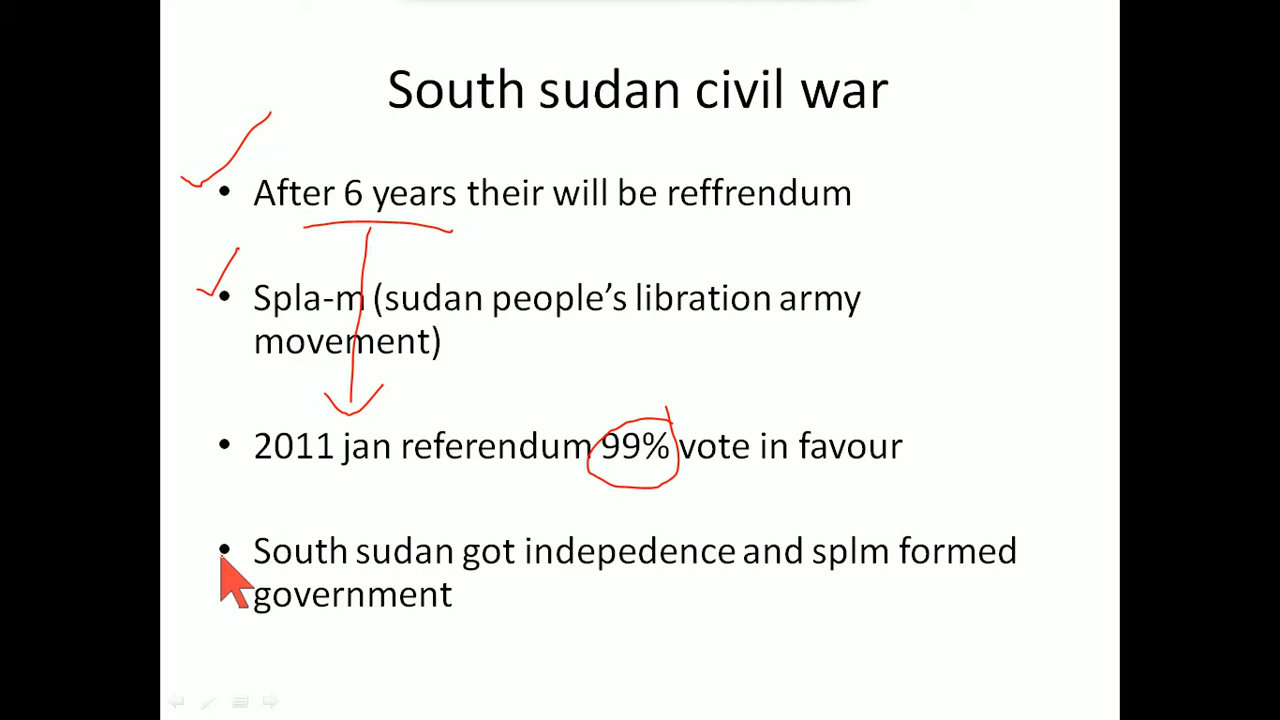 South sudan civil war
• After 6 years their will be reffrendum
• Spla-m (sudan people’s libration army
movement)
• 2011 jan referendum 99% vote in favour
• South sudan got indepedence and splm formed
government